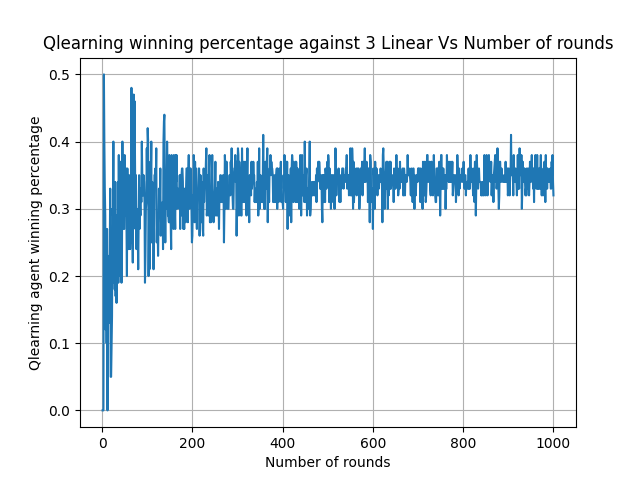 Qlearning winning percentage against 3 Linear Vs Number of rounds
Qlearning agent winning percentage
0.5
0.4
0.3
0.2
0.1
0.0
0 200 400 600 800 1000
Number of rounds